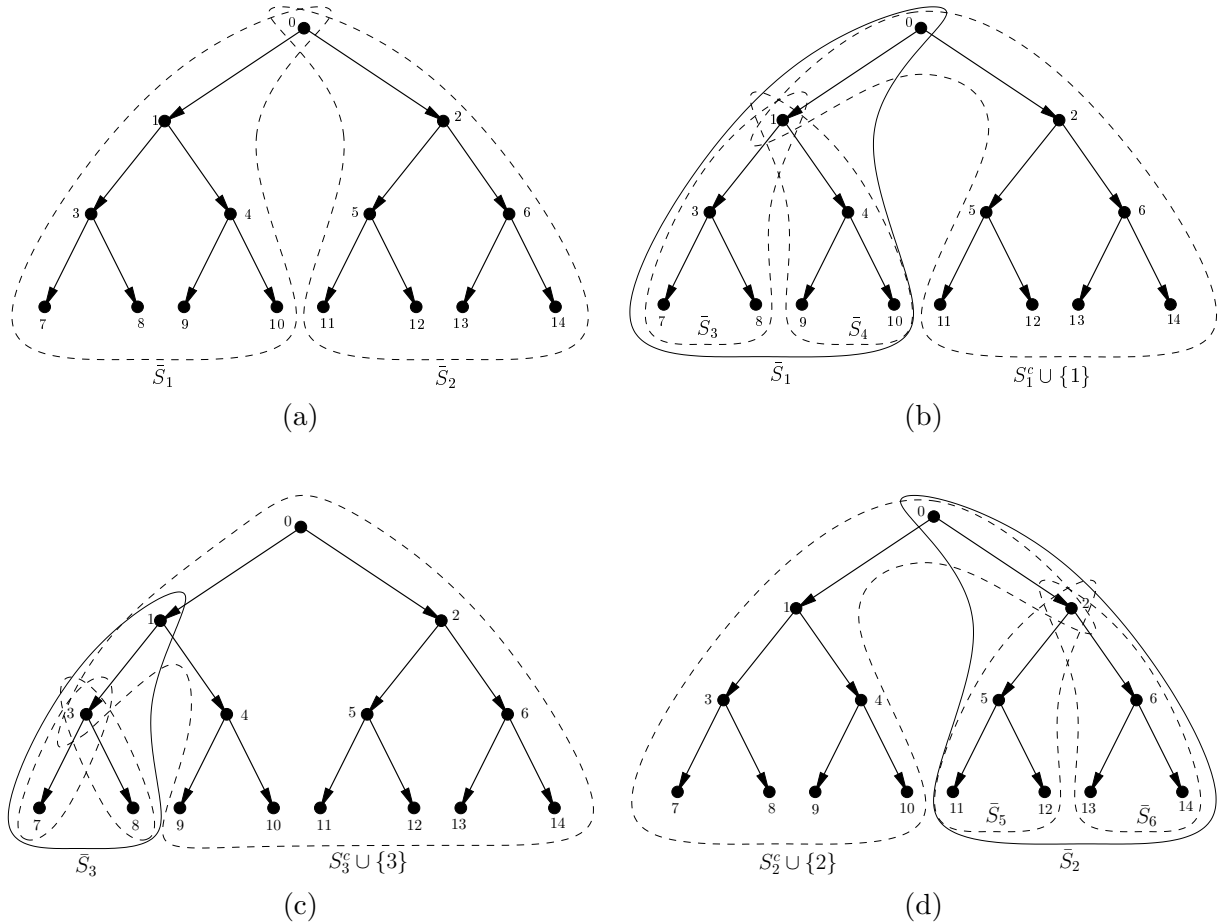 0
1 2
3 4 5 6
7 8 9 10 11 12 13 14
S̄₁ S̄₂
(a)
0
1 2
3 4 5 6
7 8 9 10 11 12 13 14
S̄₃ S̄₄
S̄₁ S₁ᶜ ∪ {1}
(b)
0
1 2
3 4 5 6
7 8 9 10 11 12 13 14
S̄₃ S₃ᶜ ∪ {3}
(c)
0
1 2
3 4 5 6
7 8 9 10 11 12 13 14
S̄₅ S̄₆
S₂ᶜ ∪ {2} S̄₂
(d)